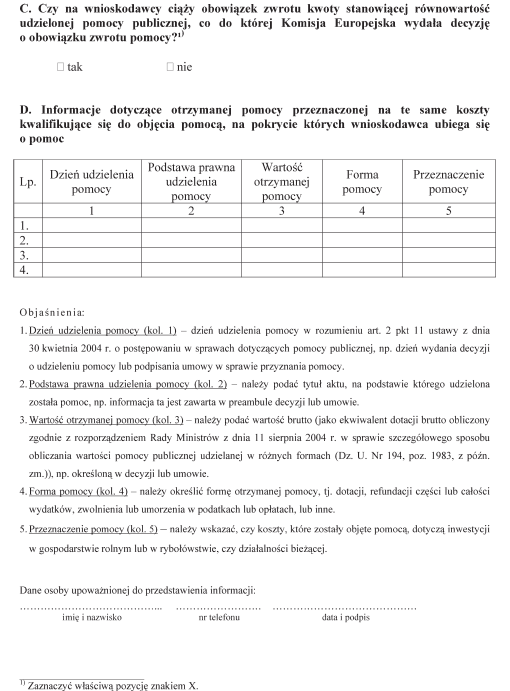 C. Czy na wnioskodawcy ciąży obowiązek zwrotu kwoty stanowiącej równowartość
udzielonej pomocy publicznej, co do której Komisja Europejska wydała decyzję
o obowiązku zwrotu pomocy?¹⁾
□ tak □ nie
D. Informacje dotyczące otrzymanej pomocy przeznaczonej na te same koszty
kwalifikujące się do objęcia pomocą, na pokrycie których wnioskodawca ubiega się
o pomoc
Lp. Dzień udzielenia pomocy Podstawa prawna udzielenia pomocy Wartość otrzymanej pomocy Forma pomocy Przeznaczenie pomocy
1 2 3 4 5
1.
2.
3.
4.
Objaśnienia:
1. Dzień udzielenia pomocy (kol. 1) – dzień udzielenia pomocy w rozumieniu art. 2 pkt 11 ustawy z dnia
30 kwietnia 2004 r. o postępowaniu w sprawach dotyczących pomocy publicznej, np. dzień wydania decyzji
o udzieleniu pomocy lub podpisania umowy w sprawie przyznania pomocy.
2. Podstawa prawna udzielenia pomocy (kol. 2) – należy podać tytuł aktu, na podstawie którego udzielona
została pomoc, np. informacja ta jest zawarta w preambule decyzji lub umowie.
3. Wartość otrzymanej pomocy (kol. 3) – należy podać wartość brutto (jako ekwiwalent dotacji brutto obliczony
zgodnie z rozporządzeniem Rady Ministrów z dnia 11 sierpnia 2004 r. w sprawie szczegółowego sposobu
obliczania wartości pomocy publicznej udzielanej w różnych formach (Dz. U. Nr 194, poz. 1983, z późn.
zm.)), np. określoną w decyzji lub umowie.
4. Forma pomocy (kol. 4) – należy określić formę otrzymanej pomocy, tj. dotacji, refundacji części lub całości
wydatków, zwolnienia lub umorzenia w podatkach lub opłatach, lub inne.
5. Przeznaczenie pomocy (kol. 5) – należy wskazać, czy koszty, które zostały objęte pomocą, dotyczą inwestycji
w gospodarstwie rolnym lub w rybołówstwie, czy działalności bieżącej.
Dane osoby upoważnionej do przedstawienia informacji:
…………………………………... …………………… ……………………………………
imię i nazwisko nr telefonu data i podpis
¹⁾ Zaznaczyć właściwą pozycję znakiem X.